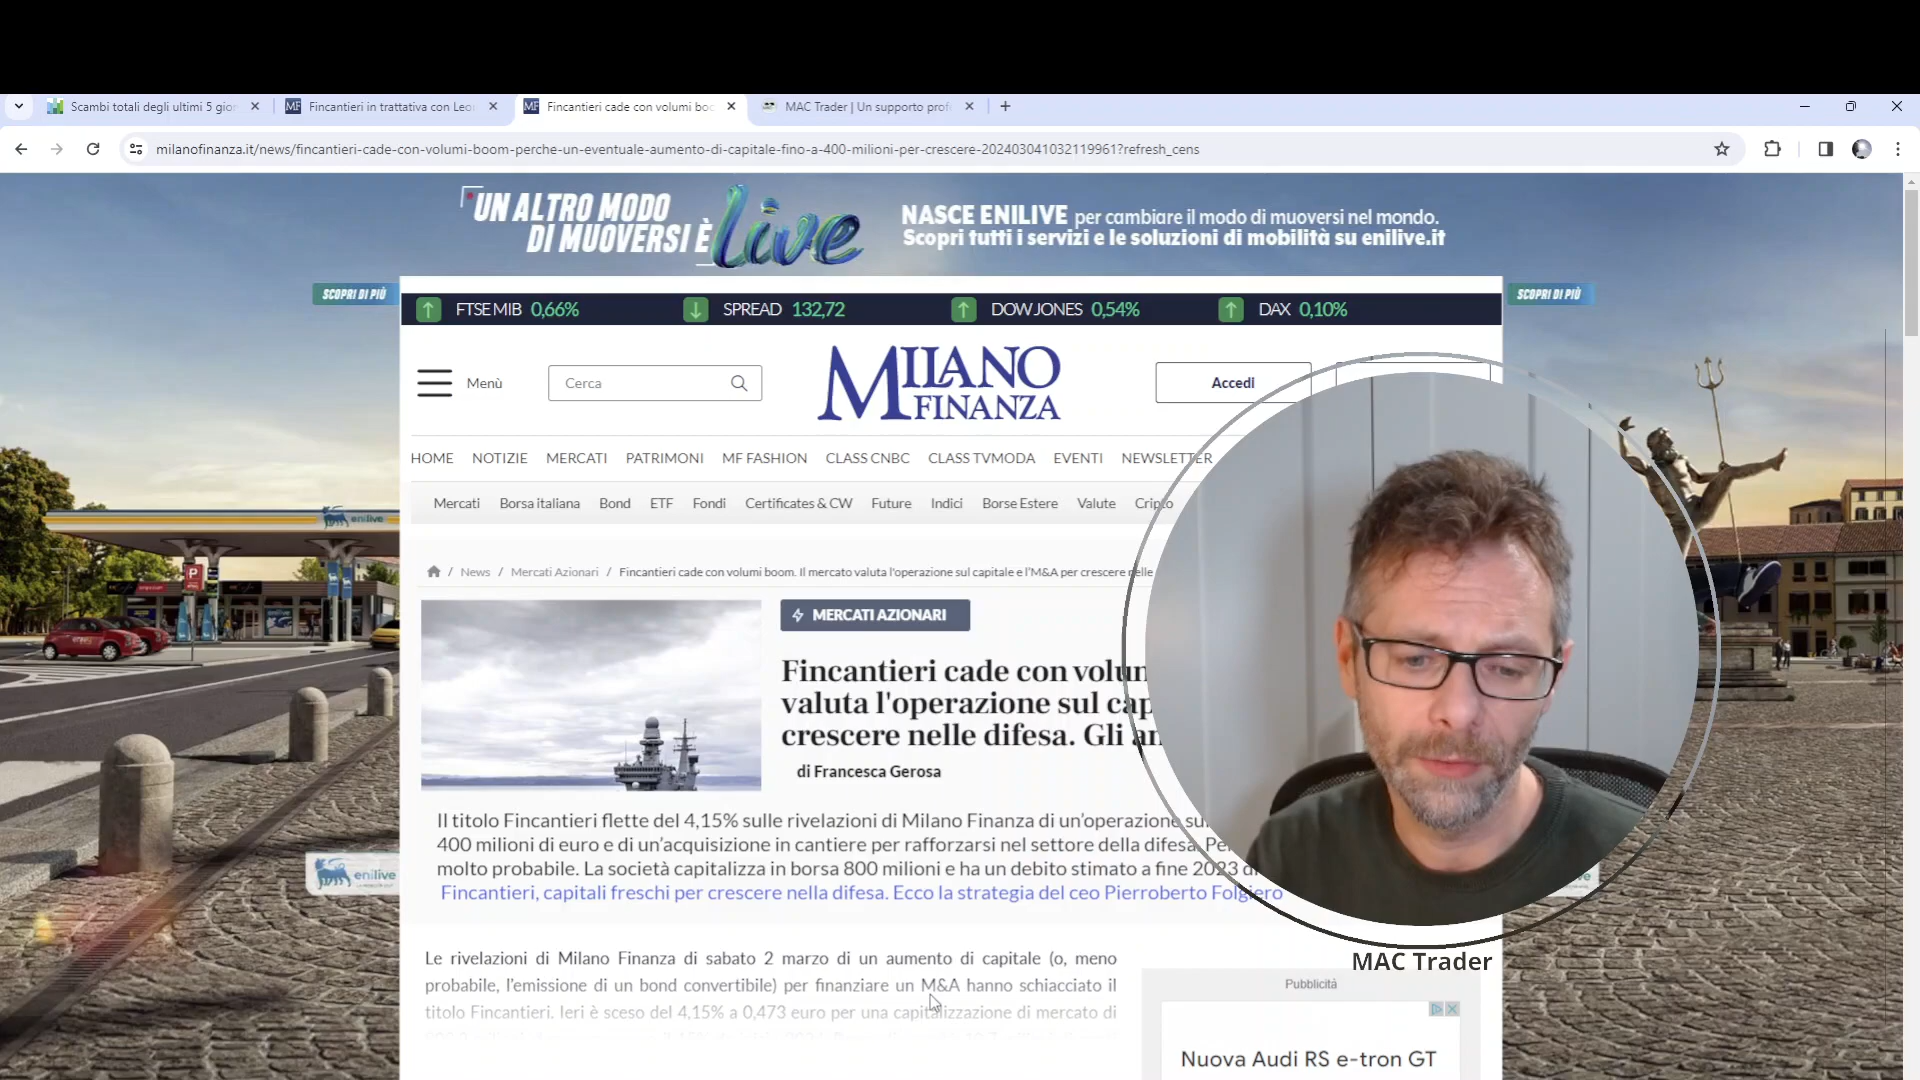 Scambi totali degli ultimi 5 gior
Fincantieri in trattativa con Leo
Fincantieri cade con volumi boo
MAC Trader | Un supporto prof
milanofinanza.it/news/fincantieri-cade-con-volumi-boom-perche-un-eventuale-aumento-di-capitale-fino-a-400-milioni-per-crescere-202403041032119961?refresh_cens
UN ALTRO MODO
DI MUOVERSI È live
NASCE ENILIVE per cambiare il modo di muoversi nel mondo.
Scopri tutti i servizi e le soluzioni di mobilità su enilive.it
SCOPRI DI PIÙ
SCOPRI DI PIÙ
FTSE MIB 0,66% SPREAD 132,72 DOW JONES 0,54% DAX 0,10%
Menù
Cerca
MILANO
FINANZA
Accedi
HOME NOTIZIE MERCATI PATRIMONI MF FASHION CLASS CNBC CLASS TVMODA EVENTI NEWSLETTER
Mercati Borsa italiana Bond ETF Fondi Certificates & CW Future Indici Borse Estere Valute Cripto
enilive
P
/ News / Mercati Azionari / Fincantieri cade con volumi boom. Il mercato valuta l'operazione sul capitale e l'M&A per crescere nelle
MERCATI AZIONARI
Fincantieri cade con volum
valuta l'operazione sul cap
crescere nelle difesa. Gli an
di Francesca Gerosa
Il titolo Fincantieri flette del 4,15% sulle rivelazioni di Milano Finanza di un'operazione su
400 milioni di euro e di un'acquisizione in cantiere per rafforzarsi nel settore della difesa. Pe
molto probabile. La società capitalizza in borsa 800 milioni e ha un debito stimato a fine 2023 di
Fincantieri, capitali freschi per crescere nella difesa. Ecco la strategia del ceo Pierroberto Folgiero
enilive
Le rivelazioni di Milano Finanza di sabato 2 marzo di un aumento di capitale (o, meno
probabile, l'emissione di un bond convertibile) per finanziare un M&A hanno schiacciato il
titolo Fincantieri. Ieri è sceso del 4,15% a 0,473 euro per una capitalizzazione di mercato di
MAC Trader
Pubblicità
Nuova Audi RS e-tron GT